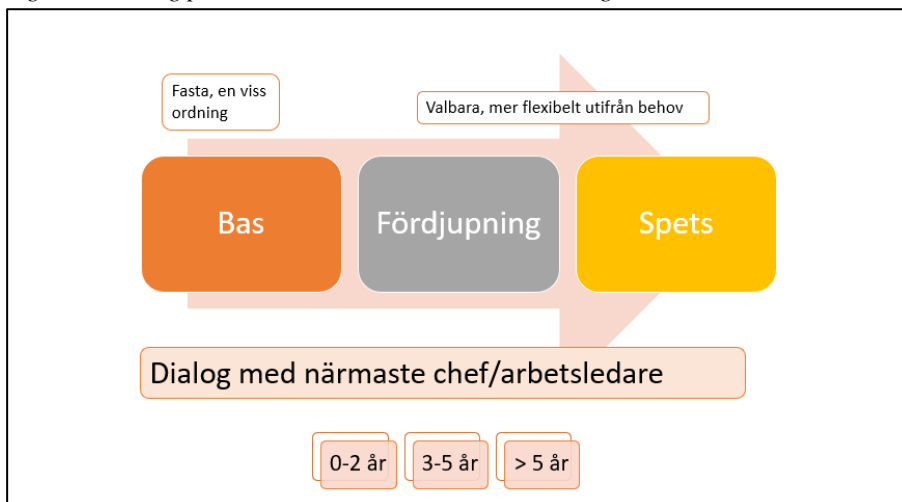 Fasta, en viss
ordning
Valbara, mer flexibelt utifrån behov
Bas
Fördjupning
Spets
Dialog med närmaste chef/arbetsledare
0-2 år
3-5 år
> 5 år